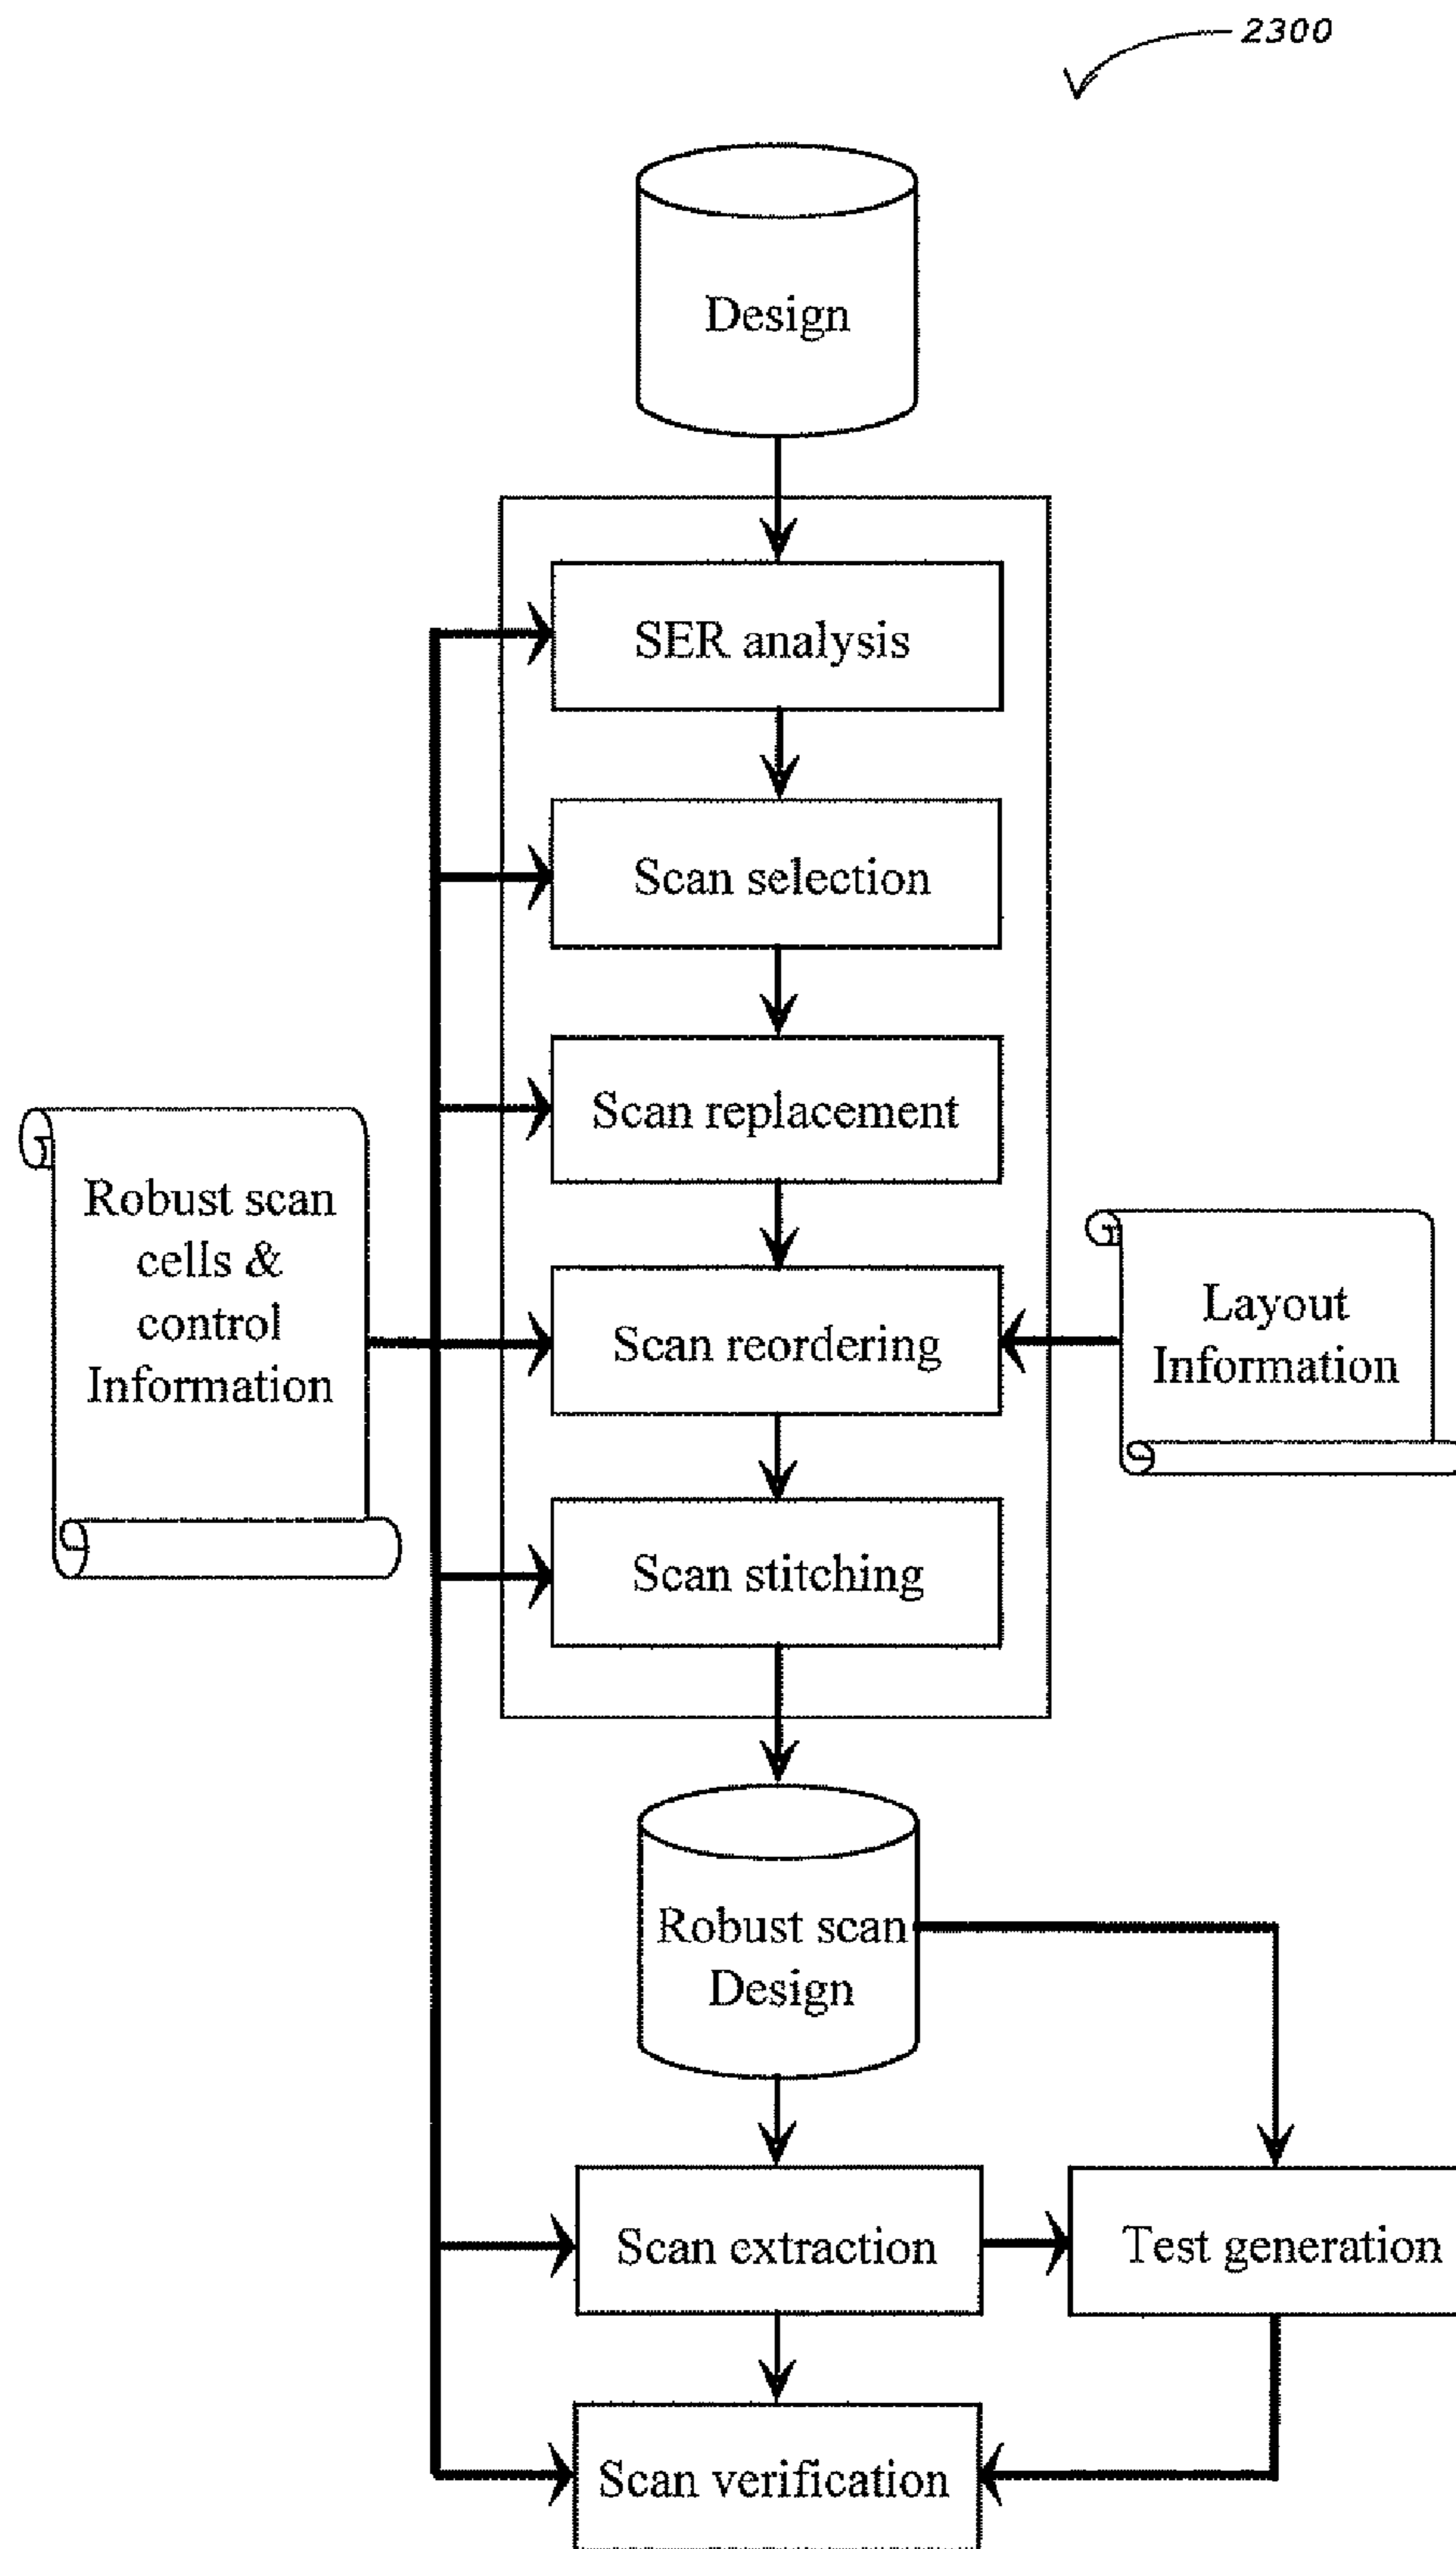 2300
Design
SER analysis
Scan selection
Scan replacement
Robust scan
cells &
control
Information
Scan reordering
Layout
Information
Scan stitching
Robust scan
Design
Scan extraction
Test generation
Scan verification